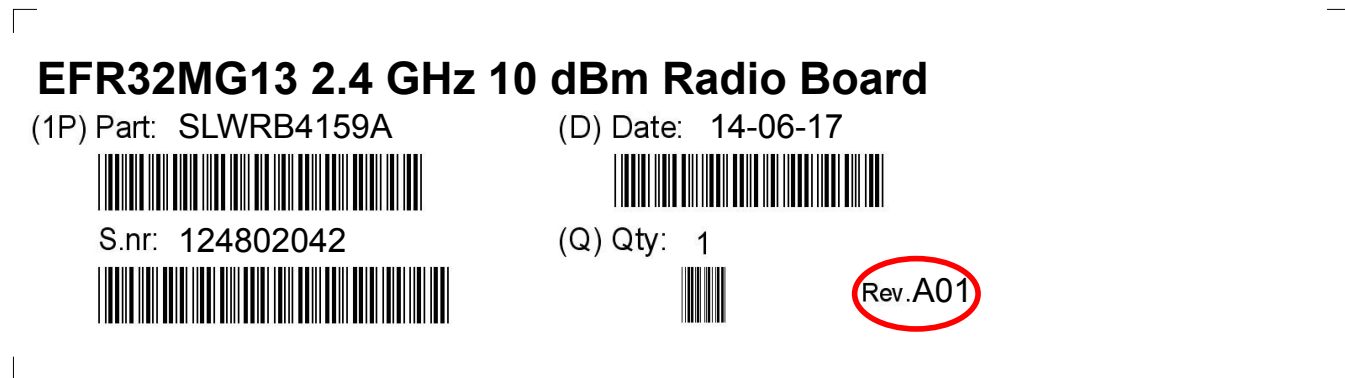 EFR32MG13 2.4 GHz 10 dBm Radio Board
(1P) Part: SLWRB4159A (D) Date: 14-06-17
S.nr: 124802042 (Q) Qty: 1
Rev.A01